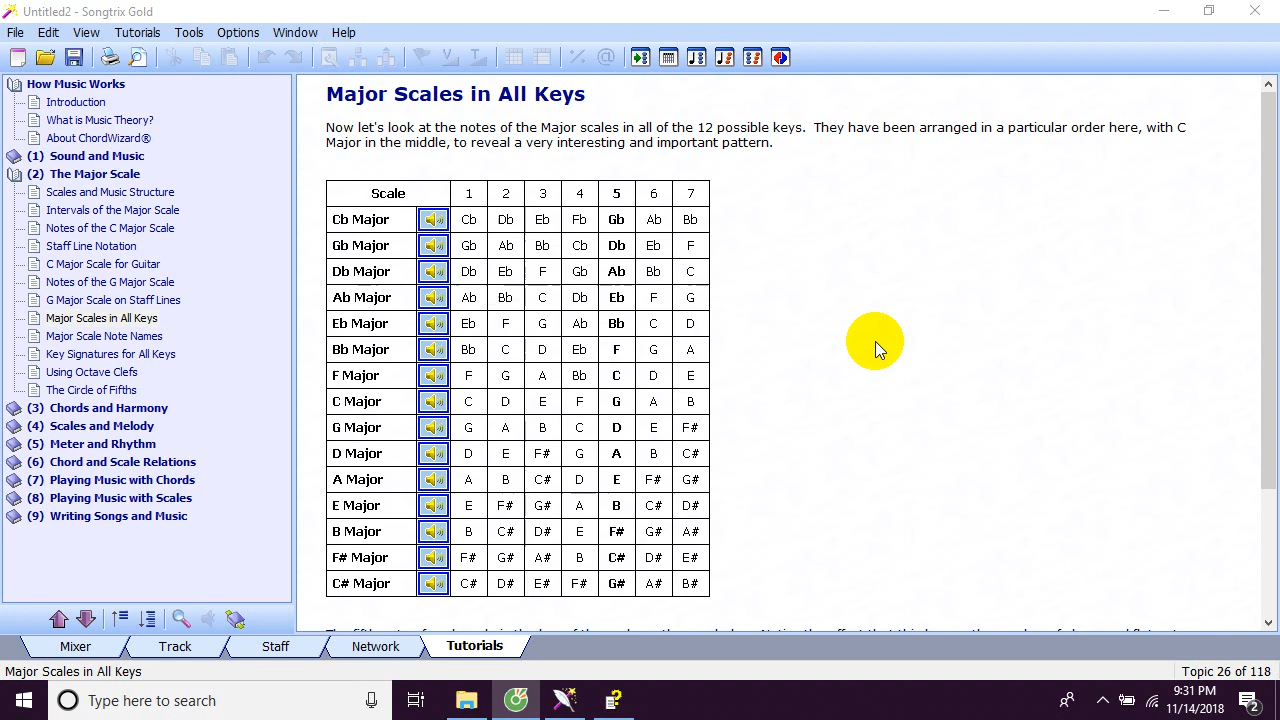 Untitled2 - Songtrix Gold
File Edit View Tutorials Tools Options Window Help
How Music Works
Introduction
What is Music Theory?
About ChordWizard®
(1) Sound and Music
(2) The Major Scale
Scales and Music Structure
Intervals of the Major Scale
Notes of the C Major Scale
Staff Line Notation
C Major Scale for Guitar
Notes of the G Major Scale
G Major Scale on Staff Lines
Major Scales in All Keys
Major Scale Note Names
Key Signatures for All Keys
Using Octave Clefs
The Circle of Fifths
(3) Chords and Harmony
(4) Scales and Melody
(5) Meter and Rhythm
(6) Chord and Scale Relations
(7) Playing Music with Chords
(8) Playing Music with Scales
(9) Writing Songs and Music
Major Scales in All Keys
Now let's look at the notes of the Major scales in all of the 12 possible keys. They have been arranged in a particular order here, with C
Major in the middle, to reveal a very interesting and important pattern.
Scale 1 2 3 4 5 6 7
Cb Major Cb Db Eb Fb Gb Ab Bb
Gb Major Gb Ab Bb Cb Db Eb F
Db Major Db Eb F Gb Ab Bb C
Ab Major Ab Bb C Db Eb F G
Eb Major Eb F G Ab Bb C D
Bb Major Bb C D Eb F G A
F Major F G A Bb C D E
C Major C D E F G A B
G Major G A B C D E F#
D Major D E F# G A B C#
A Major A B C# D E F# G#
E Major E F# G# A B C# D#
B Major B C# D# E F# G# A#
F# Major F# G# A# B C# D# E#
C# Major C# D# E# F# G# A# B#
Mixer Track Staff Network Tutorials
Major Scales in All Keys Topic 26 of 118
Type here to search
9:31 PM
11/14/2018
2